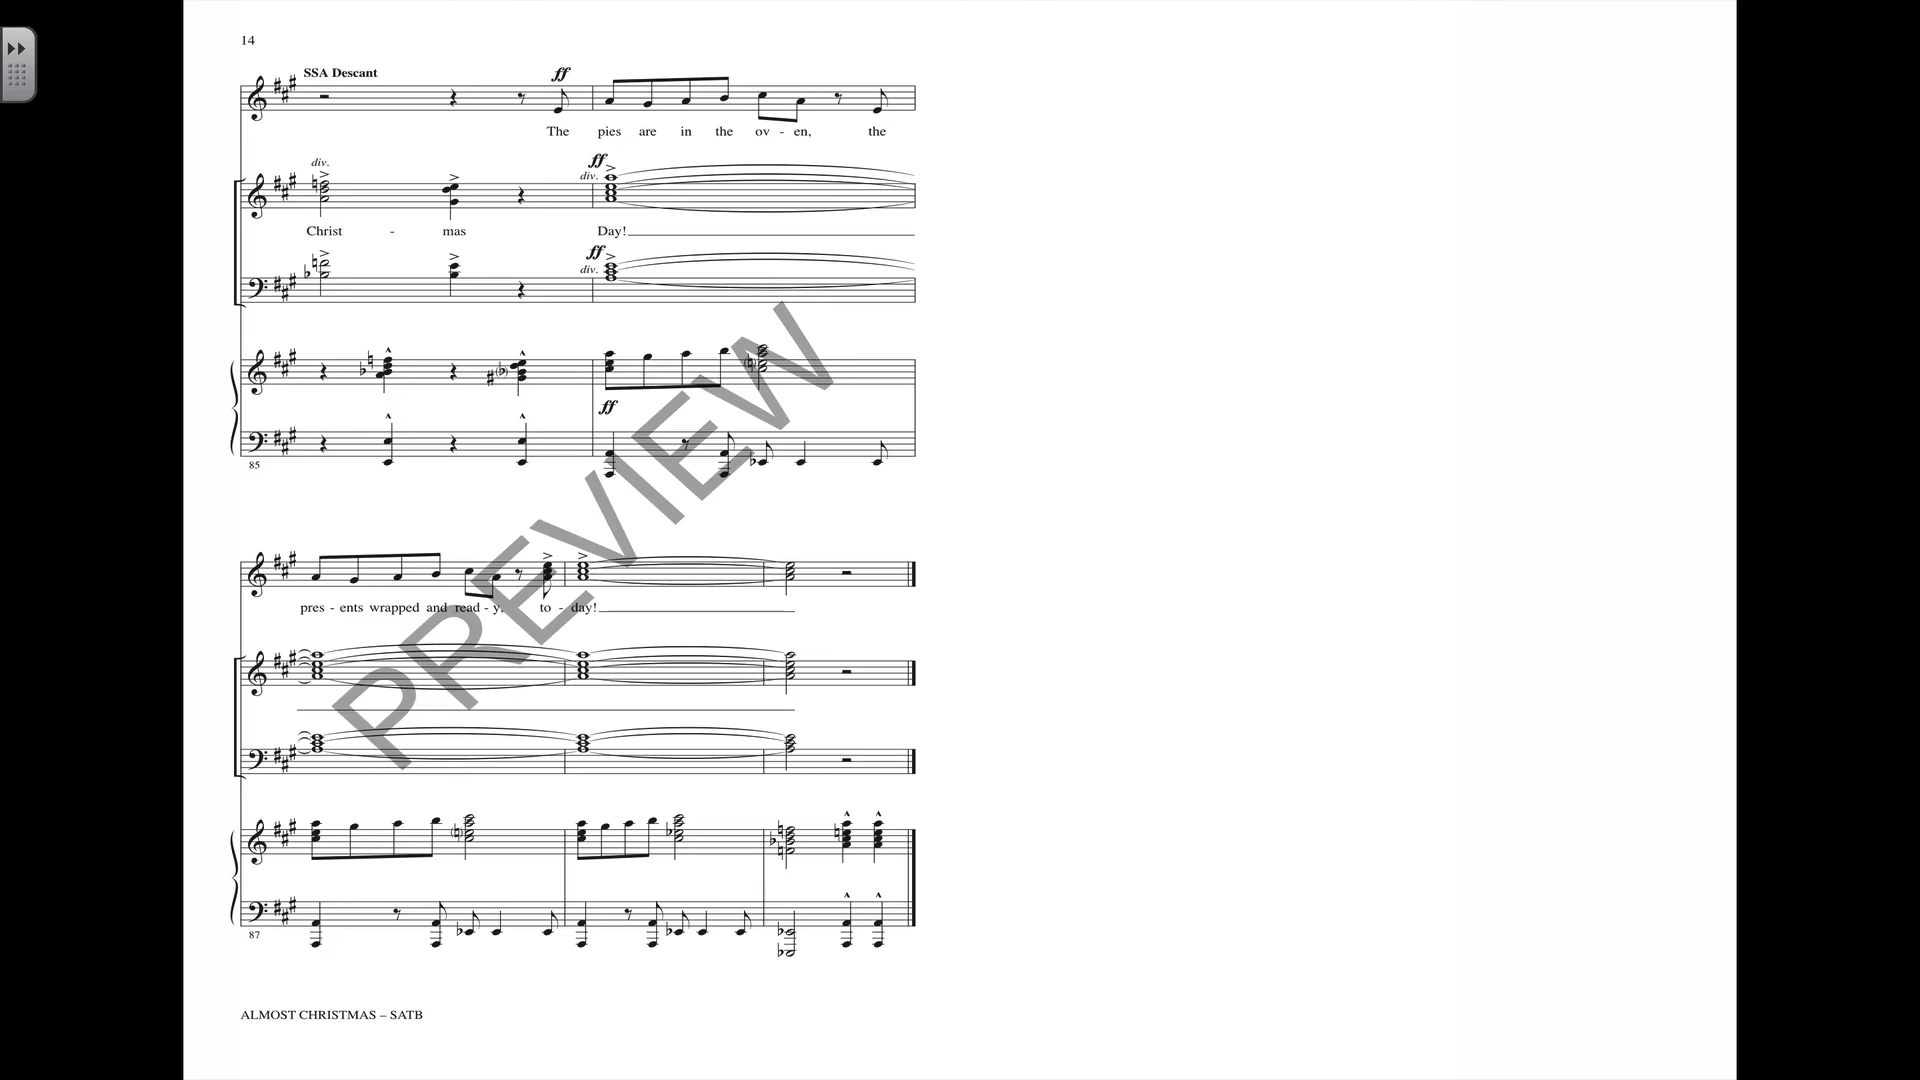 14
SSA Descant
ff
The pies are in the ov - en, the
div.
ff
div.
Christ - mas Day!
ff
div.
ff
85
pres - ents wrapped and read - y, to - day!
87
PREVIEW
ALMOST CHRISTMAS – SATB